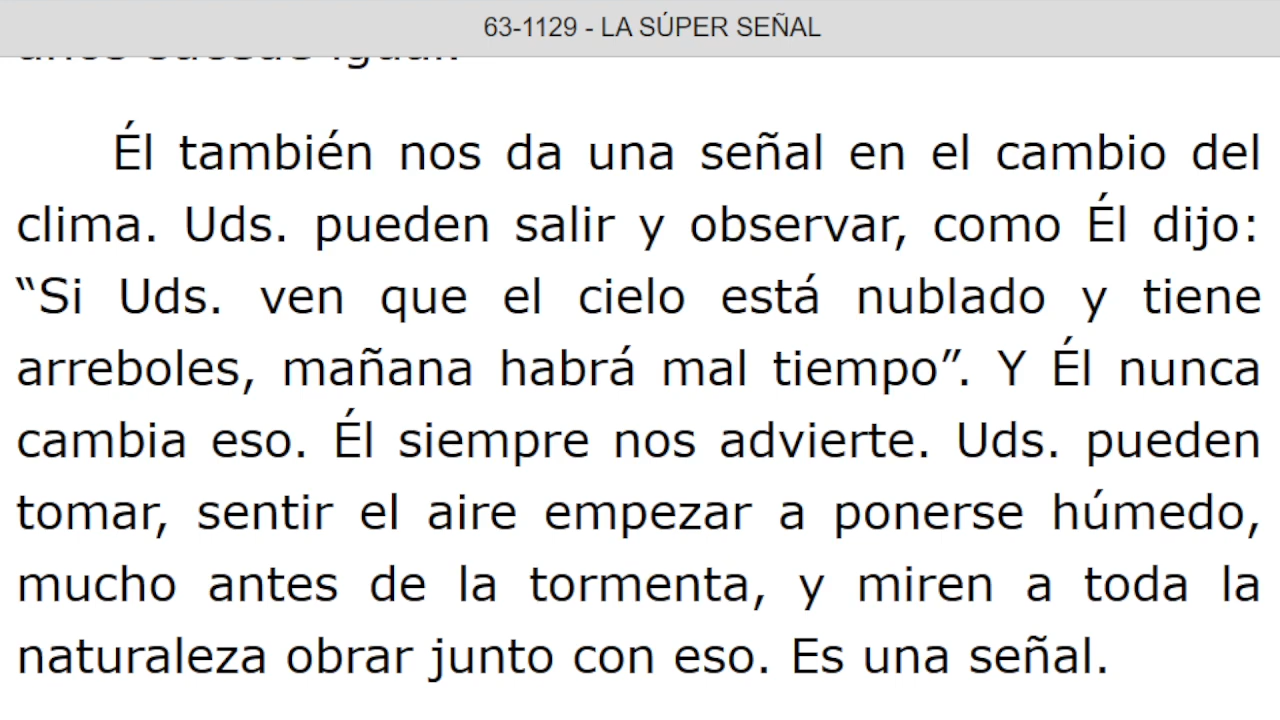 63-1129 - LA SÚPER SEÑAL
Él también nos da una señal en el cambio del
clima. Uds. pueden salir y observar, como Él dijo:
“Si Uds. ven que el cielo está nublado y tiene
arreboles, mañana habrá mal tiempo”. Y Él nunca
cambia eso. Él siempre nos advierte. Uds. pueden
tomar, sentir el aire empezar a ponerse húmedo,
mucho antes de la tormenta, y miren a toda la
naturaleza obrar junto con eso. Es una señal.